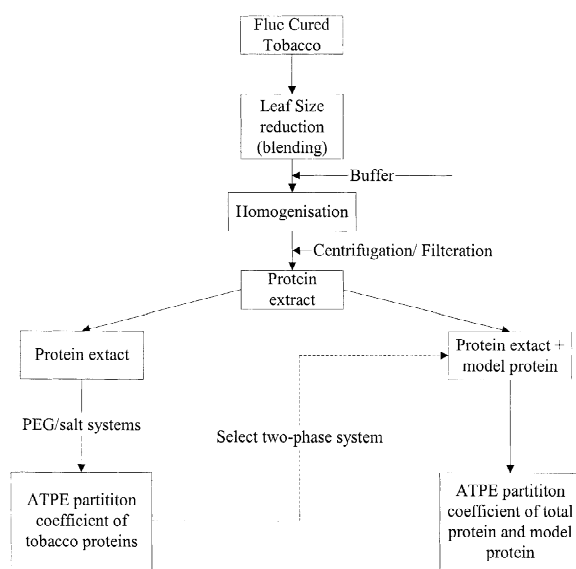 Flue Cured
Tobacco
Leaf Size
reduction
(blending)
Buffer
Homogenisation
Centrifugation/ Filteration
Protein
extract
Protein extact
Protein extact +
model protein
PEG/salt systems
Select two-phase system
ATPE partititon
coefficient of
tobacco proteins
ATPE partititon
coefficient of total
protein and model
protein